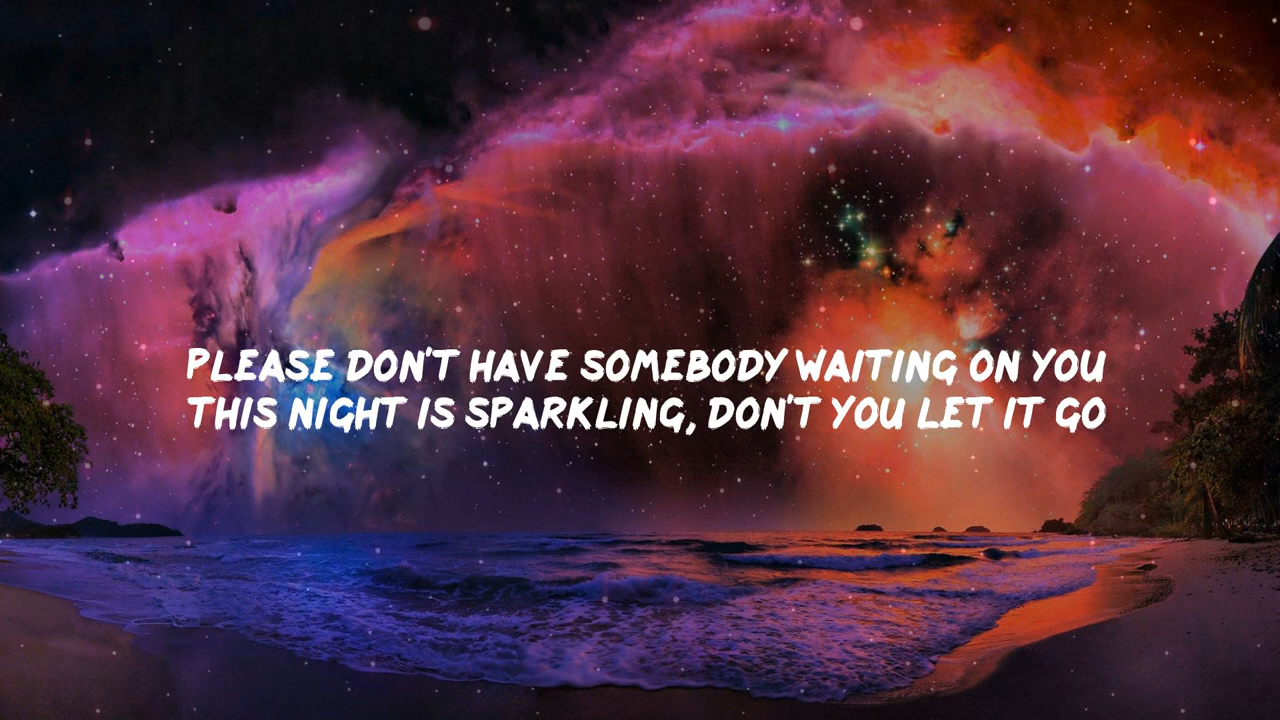 PLEASE DON'T HAVE SOMEBODY WAITING ON YOU
THIS NIGHT IS SPARKLING, DON'T YOU LET IT GO